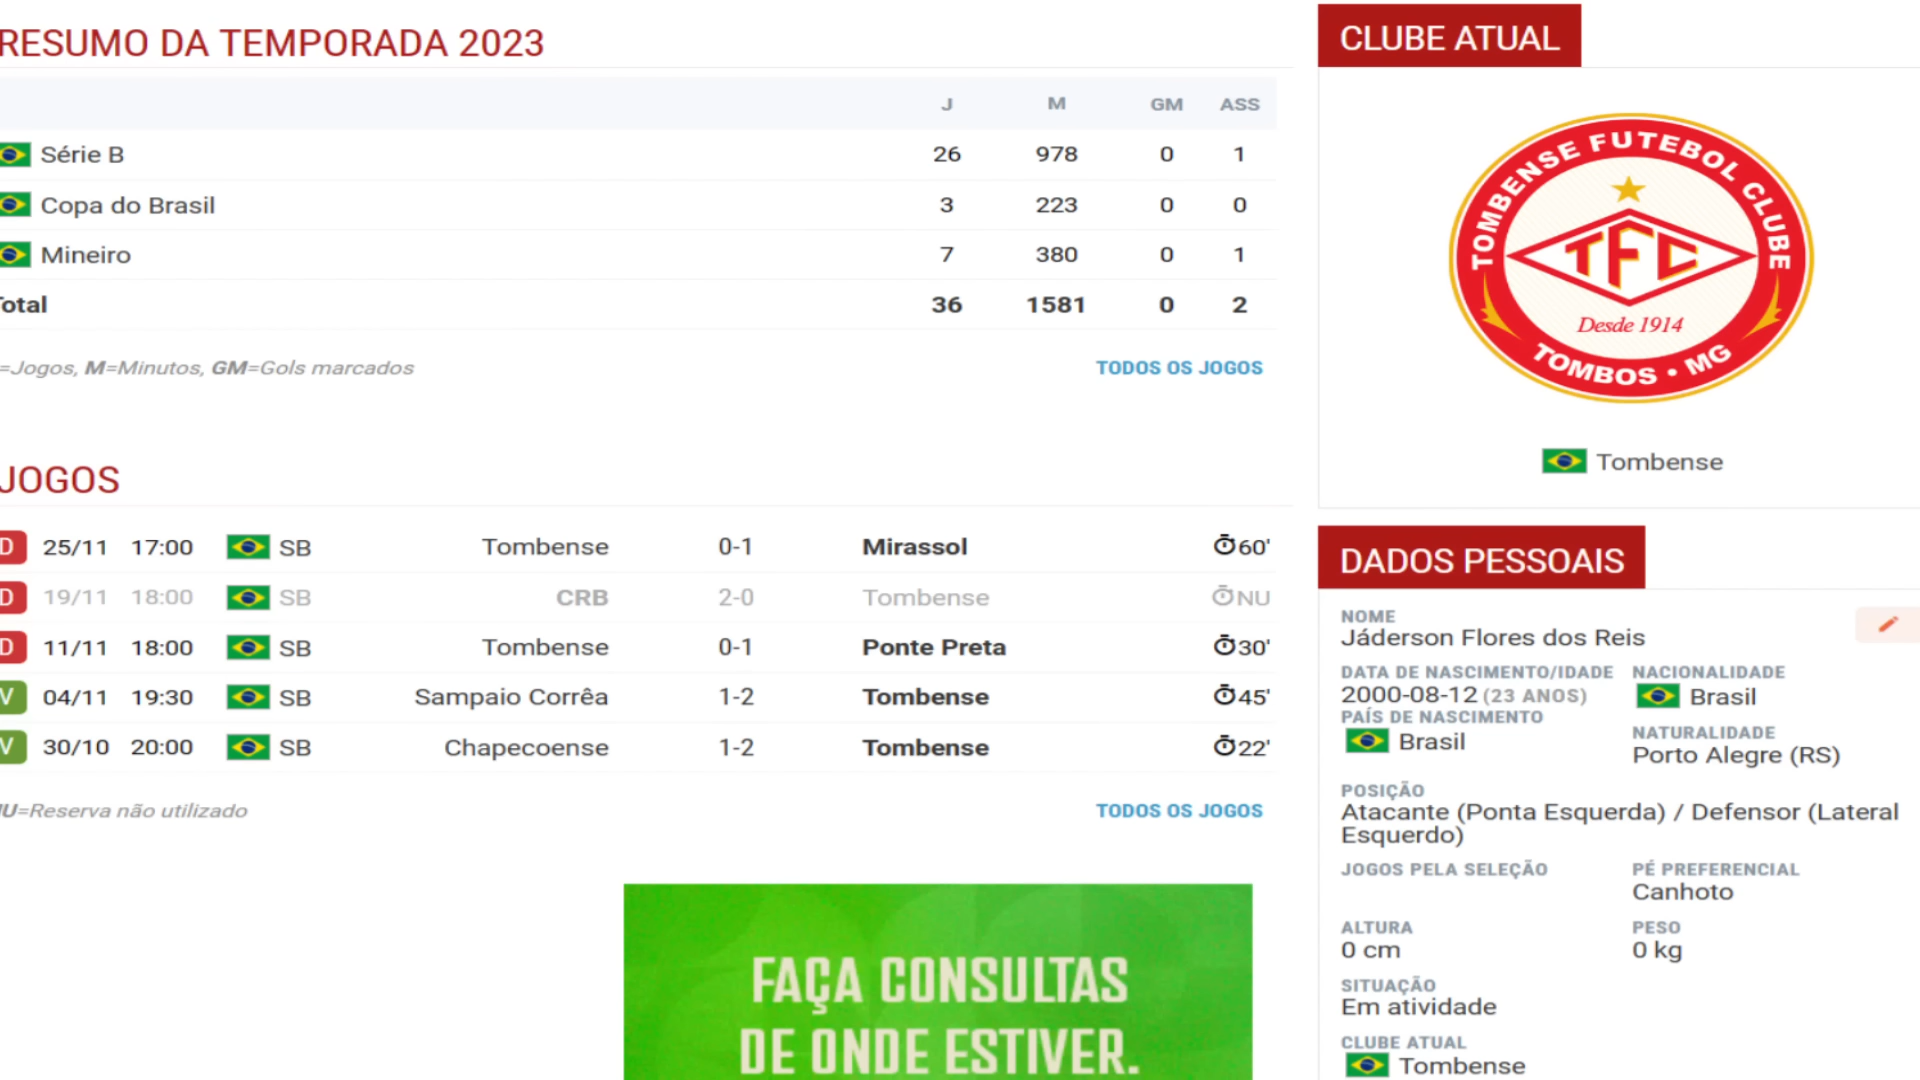 RESUMO DA TEMPORADA 2023
J M GM ASS
Série B 26 978 0 1
Copa do Brasil 3 223 0 0
Mineiro 7 380 0 1
Total 36 1581 0 2
=Jogos, M=Minutos, GM=Gols marcados
TODOS OS JOGOS
JOGOS
D 25/11 17:00 SB Tombense 0-1 Mirassol 60'
D 19/11 18:00 SB CRB 2-0 Tombense NU
D 11/11 18:00 SB Tombense 0-1 Ponte Preta 30'
V 04/11 19:30 SB Sampaio Corrêa 1-2 Tombense 45'
V 30/10 20:00 SB Chapecoense 1-2 Tombense 22'
NU=Reserva não utilizado
TODOS OS JOGOS
FAÇA CONSULTAS
DE ONDE ESTIVER.
CLUBE ATUAL
TOMBENSE FUTEBOL CLUBE
TFC
Desde 1914
TOMBOS • MG
Tombense
DADOS PESSOAIS
NOME
Jáderson Flores dos Reis
DATA DE NASCIMENTO/IDADE
2000-08-12 (23 ANOS)
NACIONALIDADE
Brasil
PAÍS DE NASCIMENTO
Brasil
NATURALIDADE
Porto Alegre (RS)
POSIÇÃO
Atacante (Ponta Esquerda) / Defensor (Lateral
Esquerdo)
JOGOS PELA SELEÇÃO
PÉ PREFERENCIAL
Canhoto
ALTURA
0 cm
PESO
0 kg
SITUAÇÃO
Em atividade
CLUBE ATUAL
Tombense